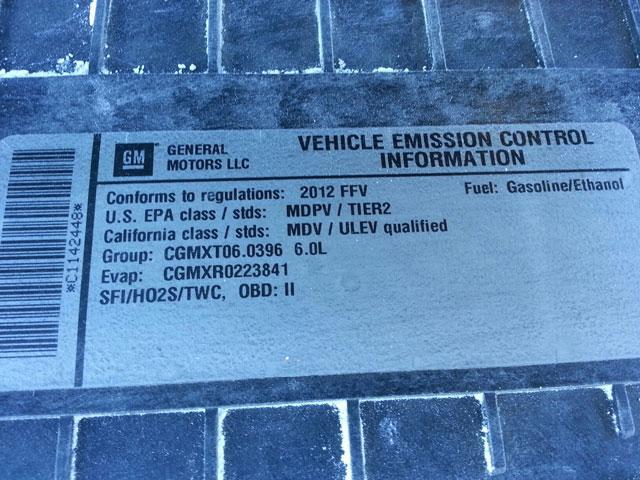 *C1142448*
GM GENERAL MOTORS LLC
VEHICLE EMISSION CONTROL
INFORMATION
Conforms to regulations: 2012 FFV Fuel: Gasoline/Ethanol
U.S. EPA class / stds: MDPV / TIER2
California class / stds: MDV / ULEV qualified
Group: CGMXT06.0396 6.0L
Evap: CGMXR0223841
SFI/HO2S/TWC, OBD: II